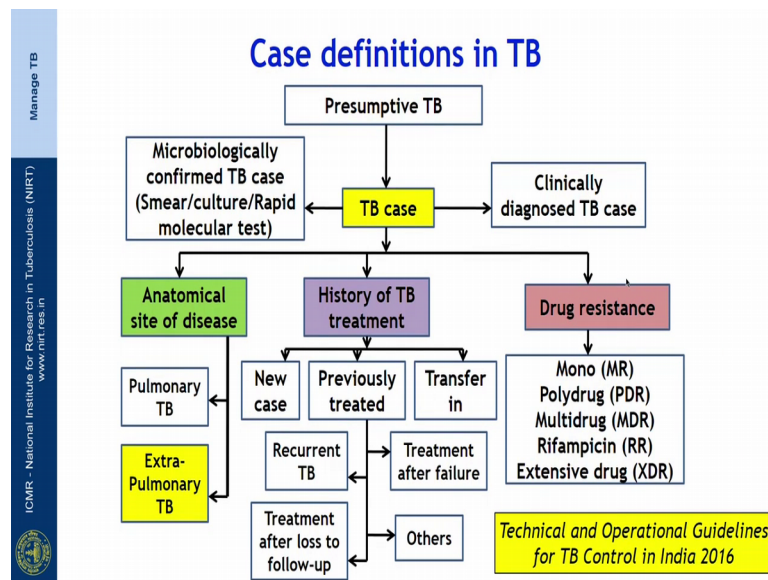 Manage TB
ICMR - National Institute for Research in Tuberculosis (NIRT)
www.nirt.res.in
Case definitions in TB
Presumptive TB
Microbiologically
confirmed TB case
(Smear/culture/Rapid
molecular test)
TB case
Clinically
diagnosed TB case
Anatomical
site of disease
History of TB
treatment
Drug resistance
Pulmonary
TB
Extra-
Pulmonary
TB
New
case
Previously
treated
Transfer
in
Recurrent
TB
Treatment
after failure
Treatment
after loss to
follow-up
Others
Mono (MR)
Polydrug (PDR)
Multidrug (MDR)
Rifampicin (RR)
Extensive drug (XDR)
Technical and Operational Guidelines
for TB Control in India 2016